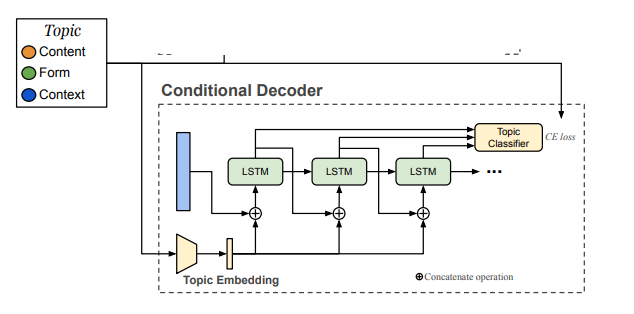 Topic
Content
Form
Context
Conditional Decoder
Topic
Classifier
CE loss
LSTM
LSTM
LSTM
...
Topic Embedding
⊕Concatenate operation